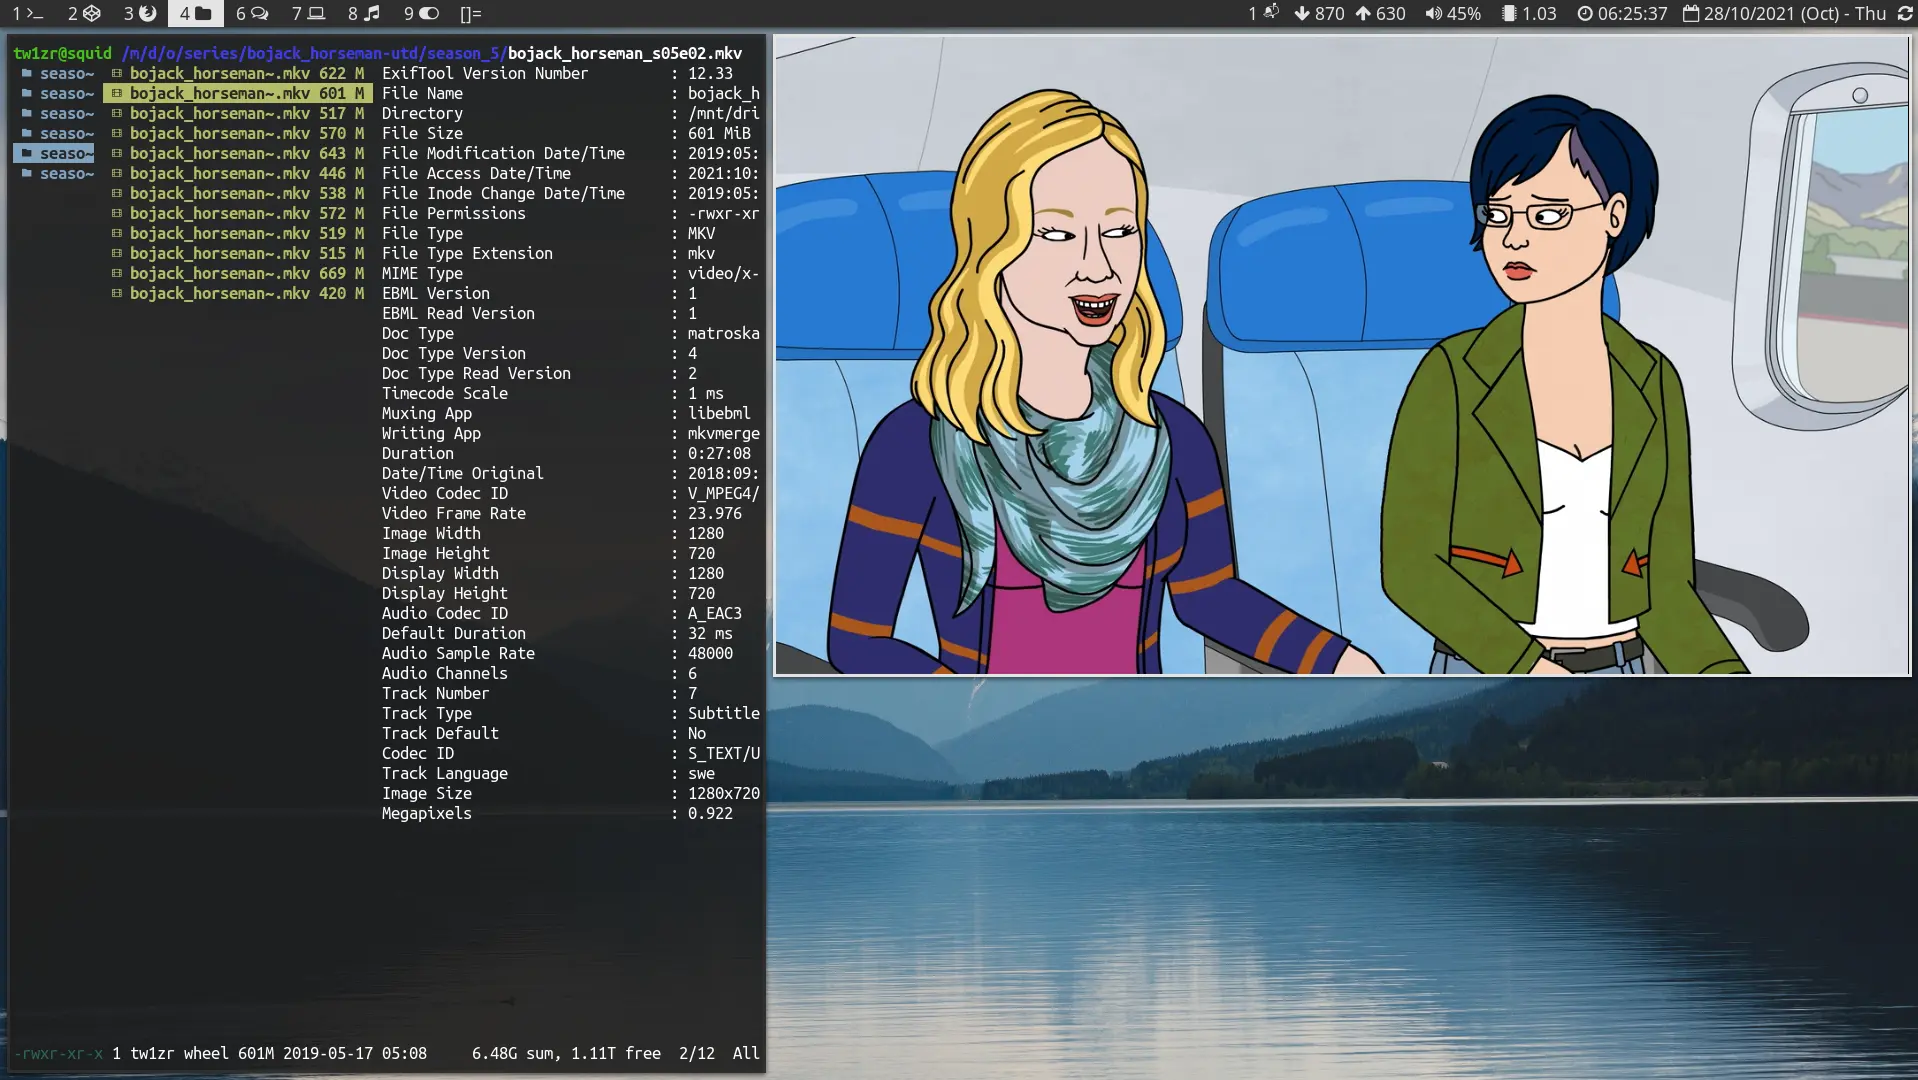 1 2 3 4 6 7 8 9 []= 1 870 630 45% 1.03 06:25:37 28/10/2021 (Oct) - Thu
tw1zr@squid /m/d/o/series/bojack_horseman-utd/season_5/bojack_horseman_s05e02.mkv
seaso~ bojack_horseman~.mkv 622 M ExifTool Version Number : 12.33
seaso~ bojack_horseman~.mkv 601 M File Name : bojack_h
seaso~ bojack_horseman~.mkv 517 M Directory : /mnt/dri
seaso~ bojack_horseman~.mkv 570 M File Size : 601 MiB
seaso~ bojack_horseman~.mkv 643 M File Modification Date/Time : 2019:05:
seaso~ bojack_horseman~.mkv 446 M File Access Date/Time : 2021:10:
bojack_horseman~.mkv 538 M File Inode Change Date/Time : 2019:05:
bojack_horseman~.mkv 572 M File Permissions : -rwxr-xr
bojack_horseman~.mkv 519 M File Type : MKV
bojack_horseman~.mkv 515 M File Type Extension : mkv
bojack_horseman~.mkv 669 M MIME Type : video/x-
bojack_horseman~.mkv 420 M EBML Version : 1
EBML Read Version : 1
Doc Type : matroska
Doc Type Version : 4
Doc Type Read Version : 2
Timecode Scale : 1 ms
Muxing App : libebml
Writing App : mkvmerge
Duration : 0:27:08
Date/Time Original : 2018:09:
Video Codec ID : V_MPEG4/
Video Frame Rate : 23.976
Image Width : 1280
Image Height : 720
Display Width : 1280
Display Height : 720
Audio Codec ID : A_EAC3
Default Duration : 32 ms
Audio Sample Rate : 48000
Audio Channels : 6
Track Number : 7
Track Type : Subtitle
Track Default : No
Codec ID : S_TEXT/U
Track Language : swe
Image Size : 1280x720
Megapixels : 0.922
-rwxr-xr-x 1 tw1zr wheel 601M 2019-05-17 05:08 6.48G sum, 1.11T free 2/12 All